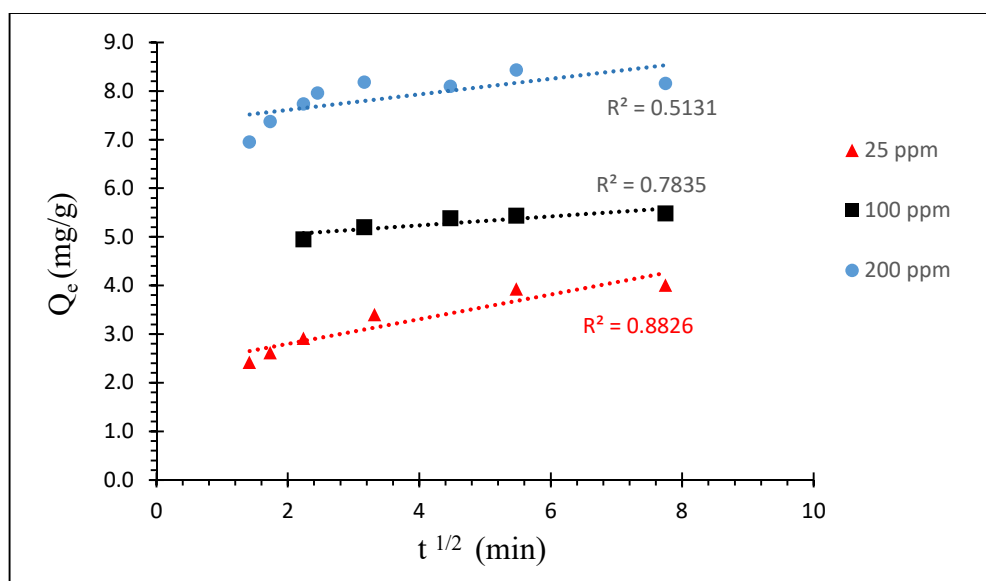 9.0
8.0
7.0
6.0
5.0
4.0
3.0
2.0
1.0
0.0
Qe (mg/g)
R² = 0.5131
R² = 0.7835
R² = 0.8826
25 ppm
100 ppm
200 ppm
0 2 4 6 8 10
t 1/2 (min)